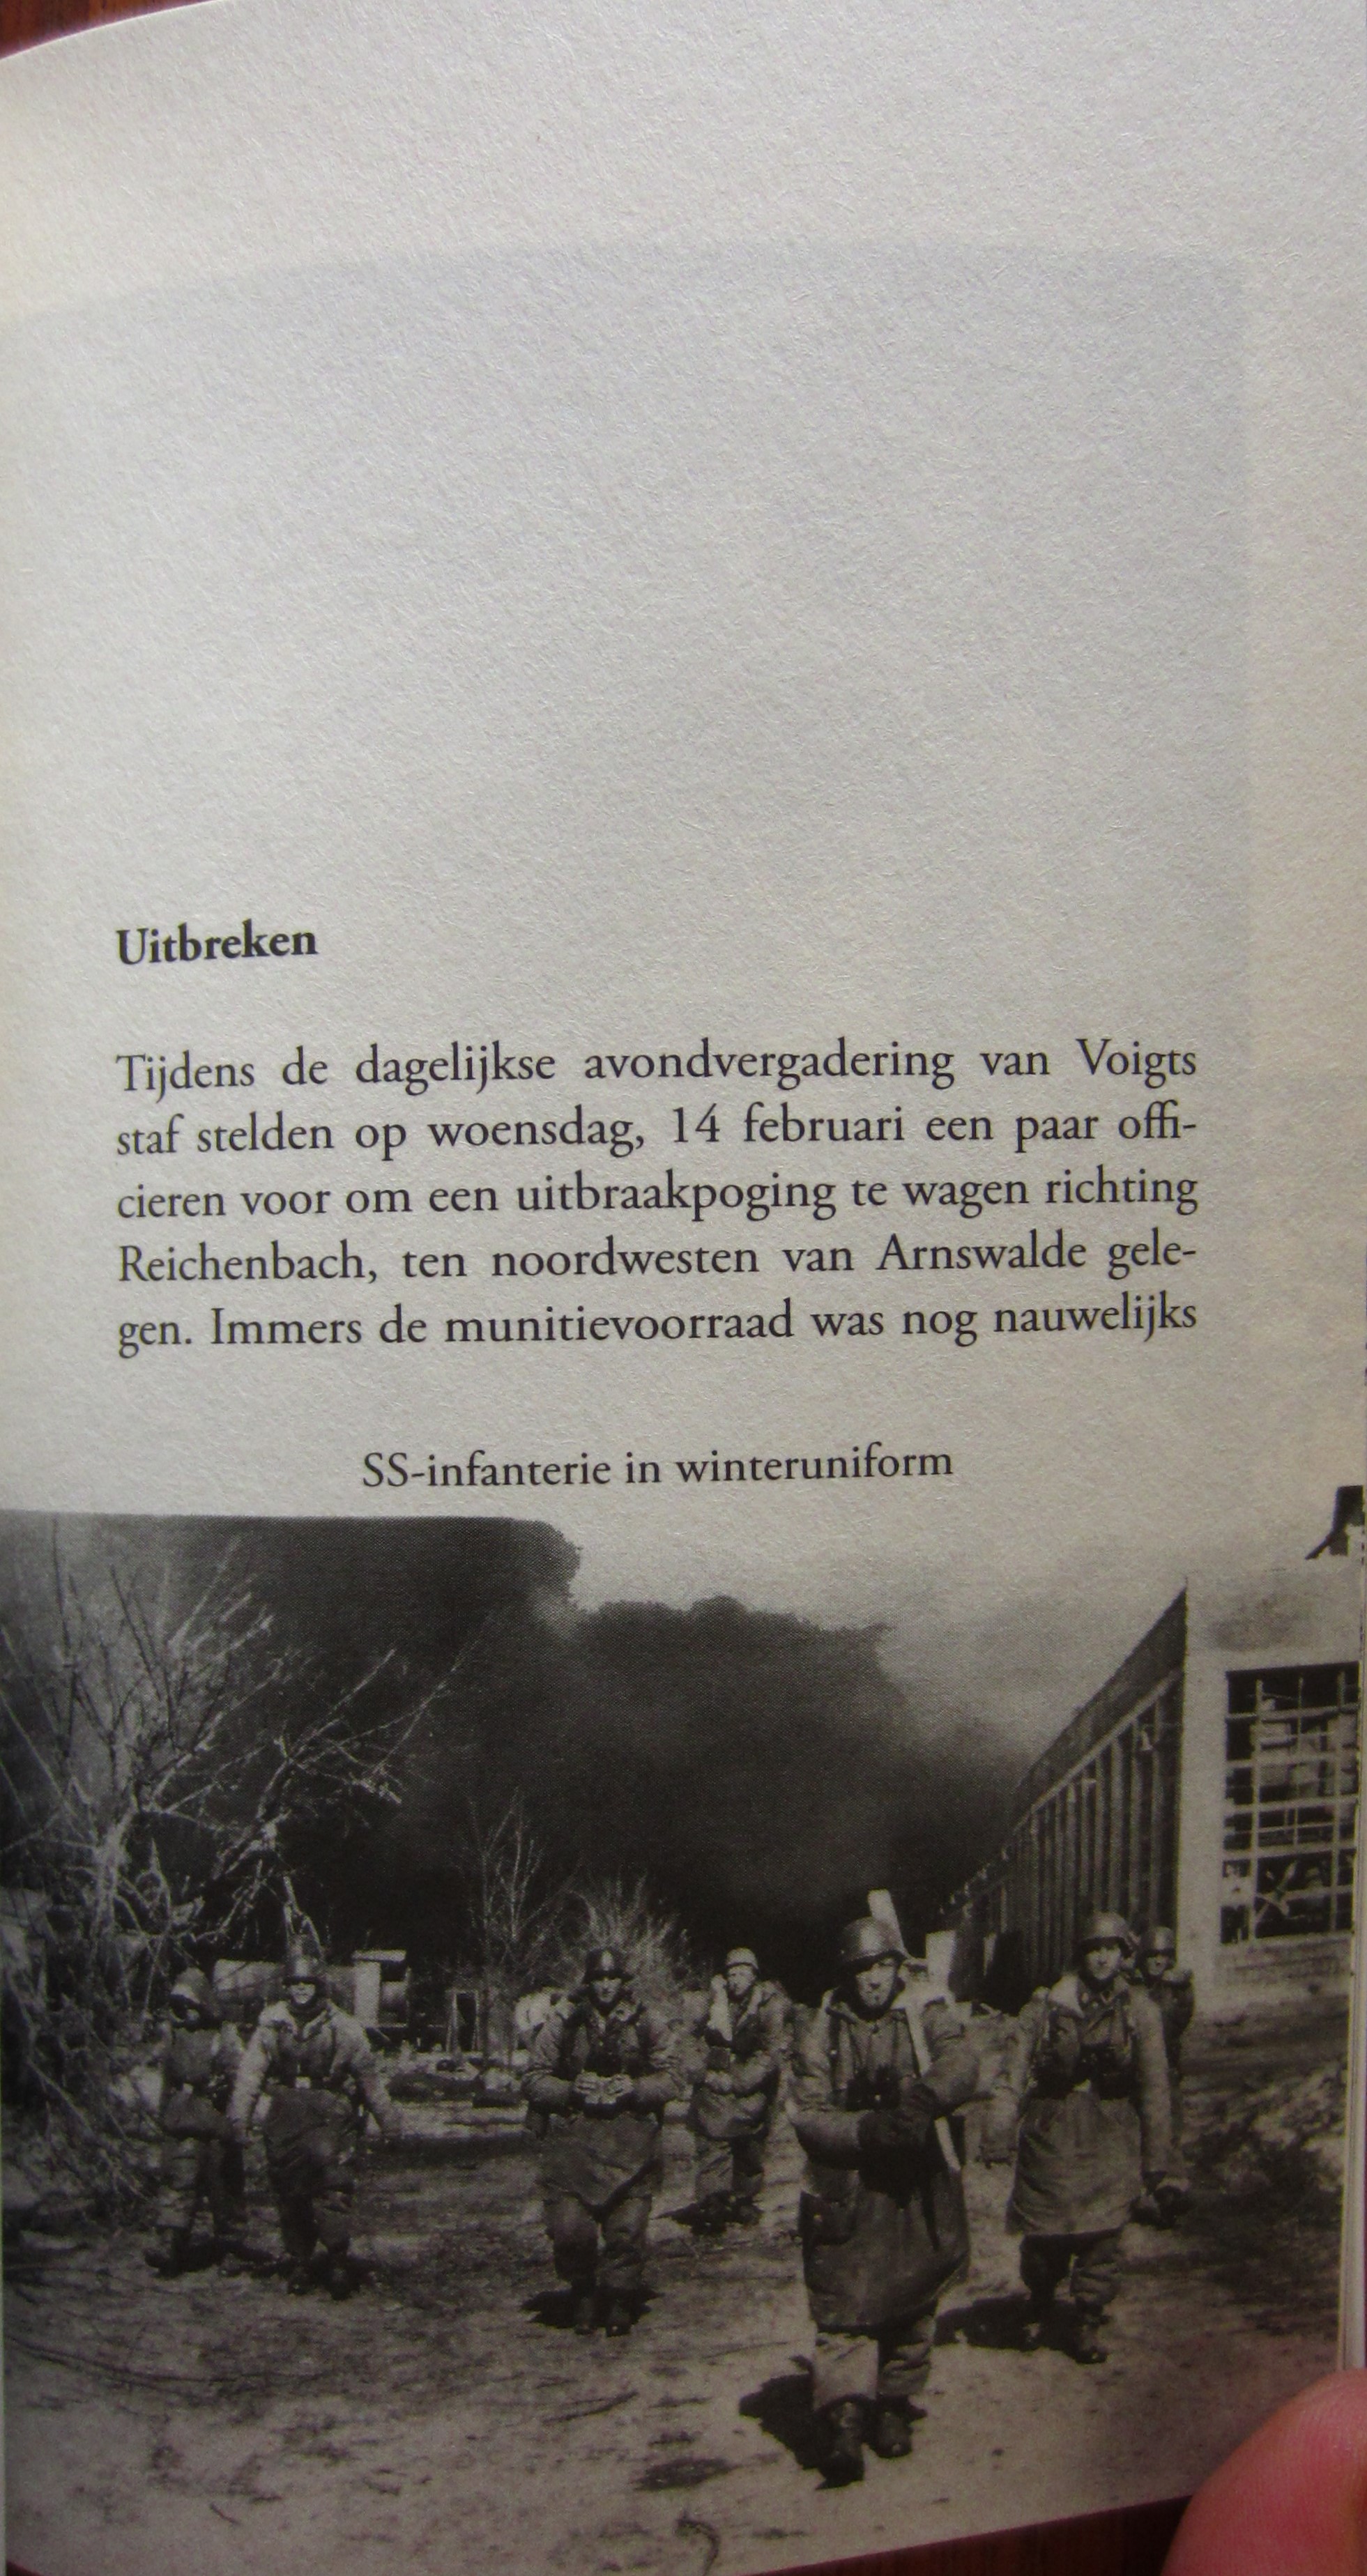 Uitbreken
Tijdens de dagelijkse avondvergadering van Voigts
staf stelden op woensdag, 14 februari een paar offi-
cieren voor om een uitbraakpoging te wagen richting
Reichenbach, ten noordwesten van Arnswalde gele-
gen. Immers de munitievoorraad was nog nauwelijks
SS-infanterie in winteruniform